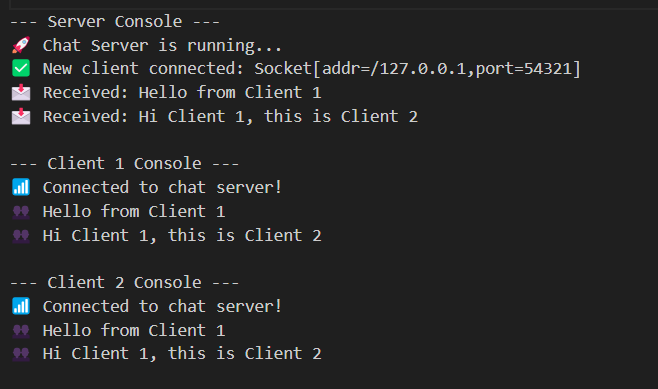 --- Server Console ---
🚀 Chat Server is running...
✅ New client connected: Socket[addr=/127.0.0.1,port=54321]
📩 Received: Hello from Client 1
📩 Received: Hi Client 1, this is Client 2
--- Client 1 Console ---
📶 Connected to chat server!
👥 Hello from Client 1
👥 Hi Client 1, this is Client 2
--- Client 2 Console ---
📶 Connected to chat server!
👥 Hello from Client 1
👥 Hi Client 1, this is Client 2